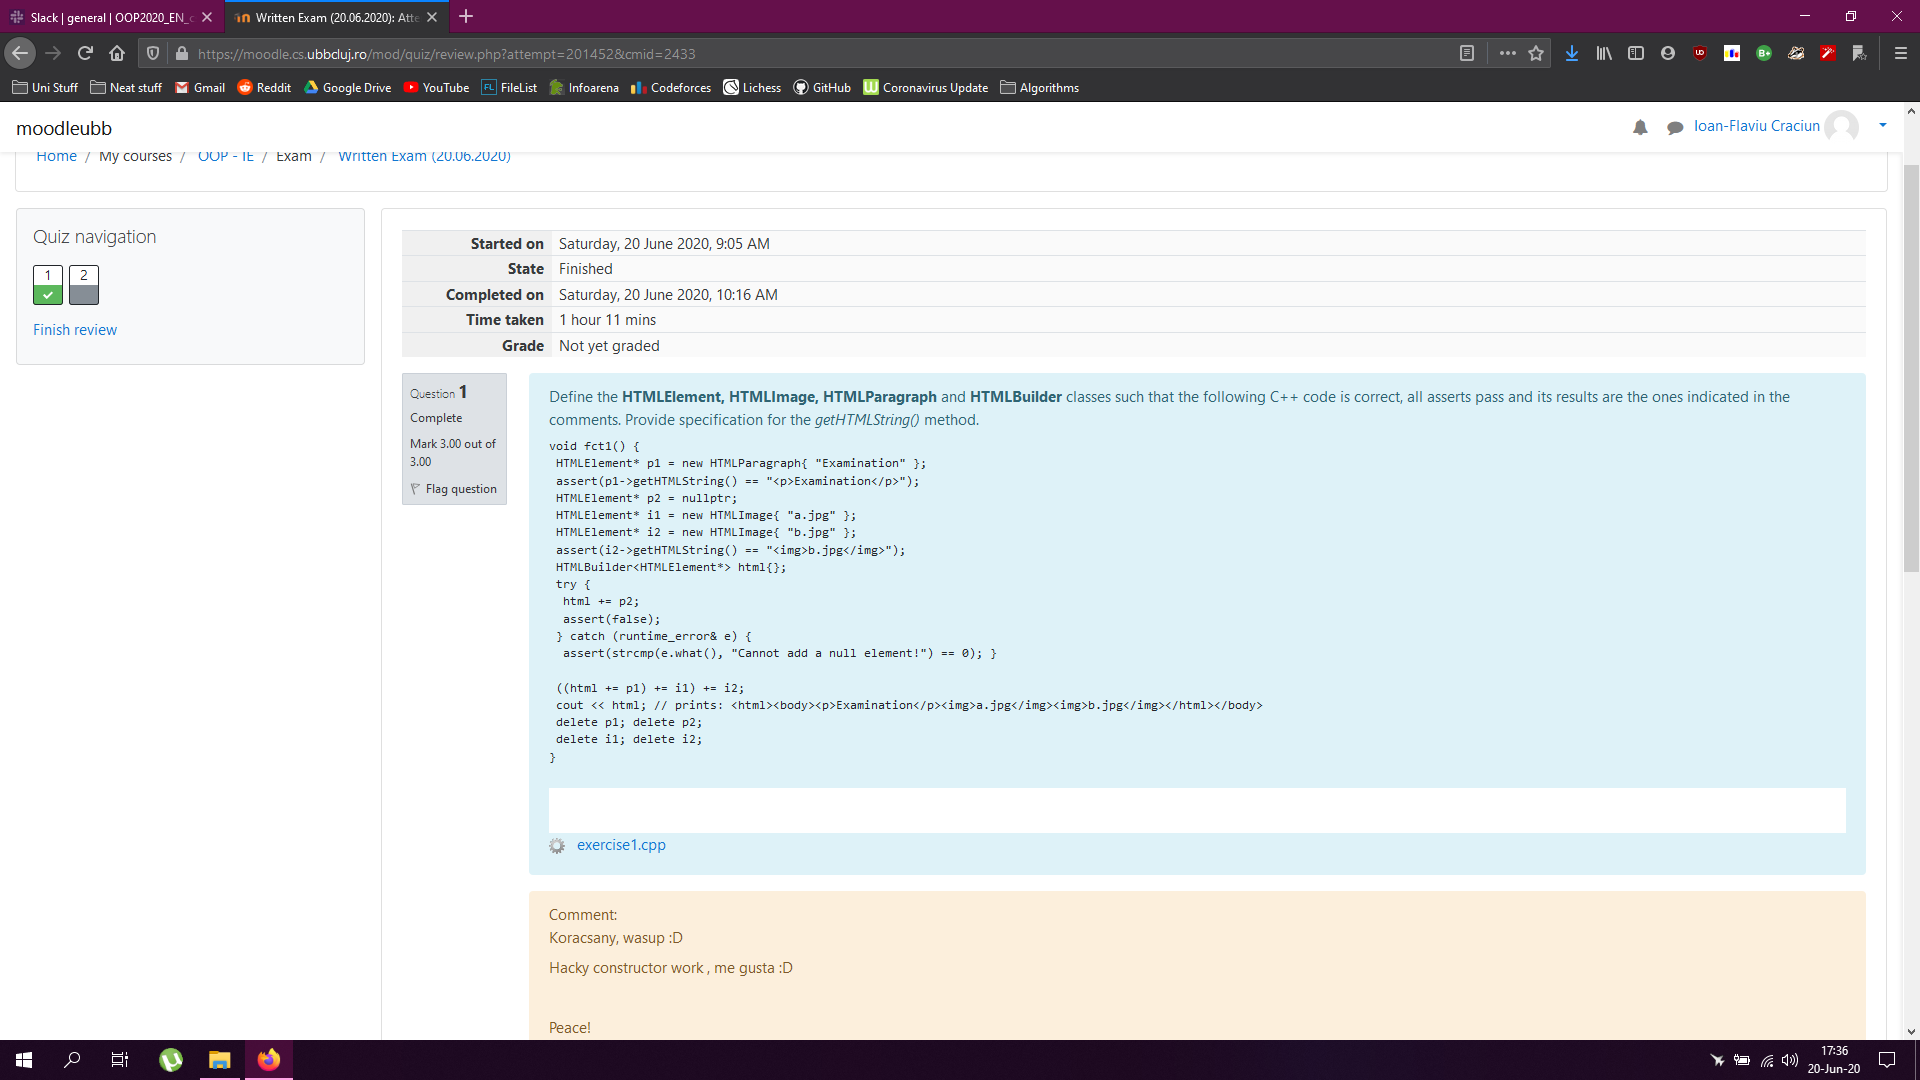 Slack | general | OOP2020_EN_c
Written Exam (20.06.2020): Atte
https://moodle.cs.ubbcluj.ro/mod/quiz/review.php?attempt=201452&cmid=2433
Uni Stuff
Neat stuff
Gmail
Reddit
Google Drive
YouTube
FL FileList
Infoarena
Codeforces
Lichess
GitHub
Coronavirus Update
Algorithms
moodleubb
Ioan-Flaviu Craciun
Home / My courses / OOP - IE / Exam / Written Exam (20.06.2020)
Quiz navigation
1 2
Finish review
Started on Saturday, 20 June 2020, 9:05 AM
State Finished
Completed on Saturday, 20 June 2020, 10:16 AM
Time taken 1 hour 11 mins
Grade Not yet graded
Question 1
Complete
Mark 3.00 out of
3.00
Flag question
Define the HTMLElement, HTMLImage, HTMLParagraph and HTMLBuilder classes such that the following C++ code is correct, all asserts pass and its results are the ones indicated in the
comments. Provide specification for the getHTMLString() method.
void fct1() {
HTMLElement* p1 = new HTMLParagraph{ "Examination" };
assert(p1->getHTMLString() == "<p>Examination</p>");
HTMLElement* p2 = nullptr;
HTMLElement* i1 = new HTMLImage{ "a.jpg" };
HTMLElement* i2 = new HTMLImage{ "b.jpg" };
assert(i2->getHTMLString() == "<img>b.jpg</img>");
HTMLBuilder<HTMLElement*> html{};
try {
html += p2;
assert(false);
} catch (runtime_error& e) {
assert(strcmp(e.what(), "Cannot add a null element!") == 0); }
((html += p1) += i1) += i2;
cout << html; // prints: <html><body><p>Examination</p><img>a.jpg</img><img>b.jpg</img></html></body>
delete p1; delete p2;
delete i1; delete i2;
}
exercise1.cpp
Comment:
Koracsany, wasup :D
Hacky constructor work , me gusta :D
Peace!
17:36
20-Jun-20